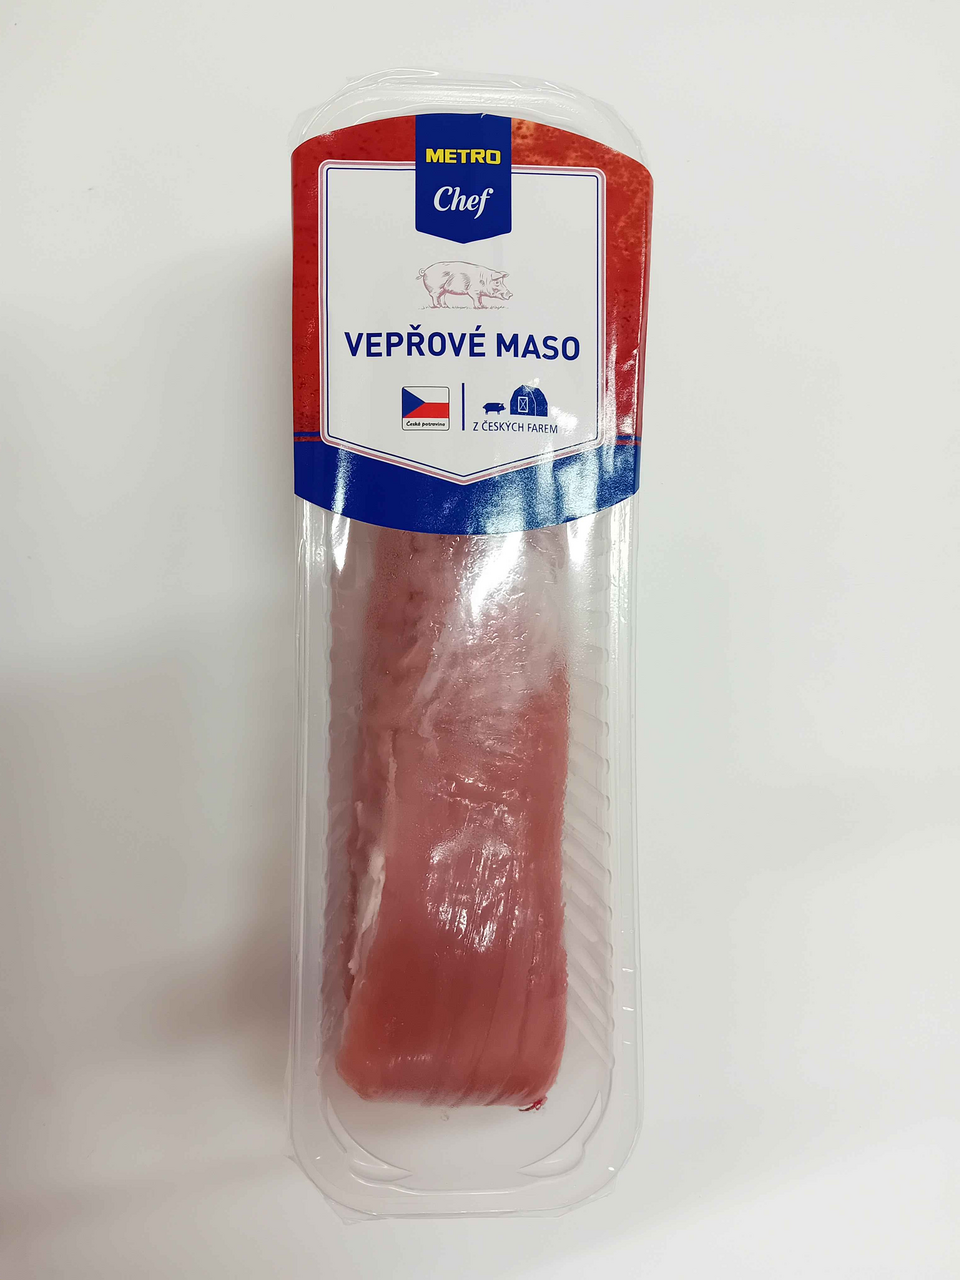 METRO
Chef
VEPŘOVÉ MASO
Česká potravina
Z ČESKÝCH FAREM